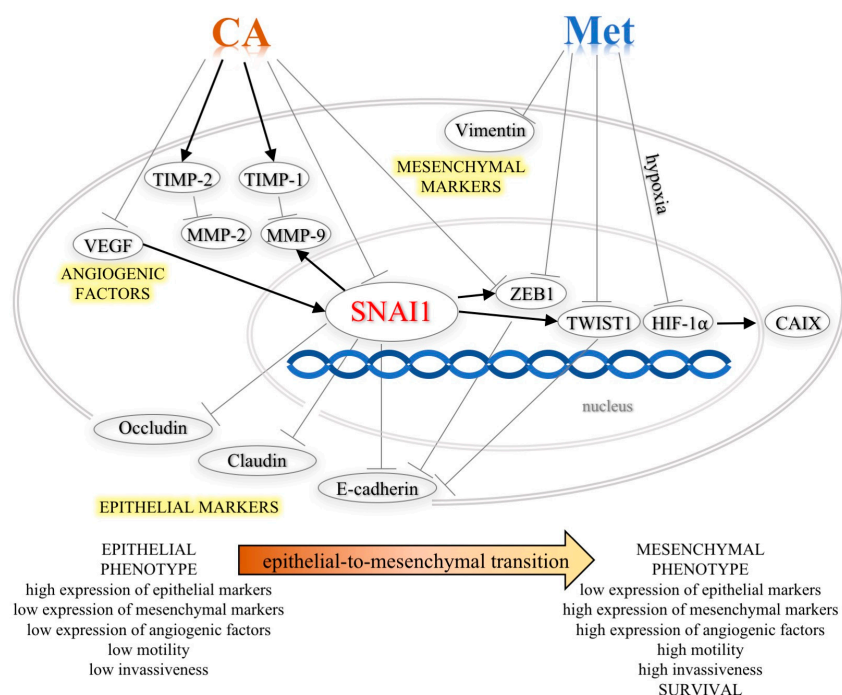 CA
Met
Vimentin
MESENCHYMAL
MARKERS
hypoxia
TIMP-2
TIMP-1
MMP-2
MMP-9
VEGF
ANGIOGENIC
FACTORS
SNAI1
ZEB1
TWIST1
HIF-1α
CAIX
nucleus
Occludin
Claudin
E-cadherin
EPITHELIAL MARKERS
EPITHELIAL
PHENOTYPE
high expression of epithelial markers
low expression of mesenchymal markers
low expression of angiogenic factors
low motility
low invassiveness
epithelial-to-mesenchymal transition
MESENCHYMAL
PHENOTYPE
low expression of epithelial markers
high expression of mesenchymal markers
high expression of angiogenic factors
high motility
high invassiveness
SURVIVAL